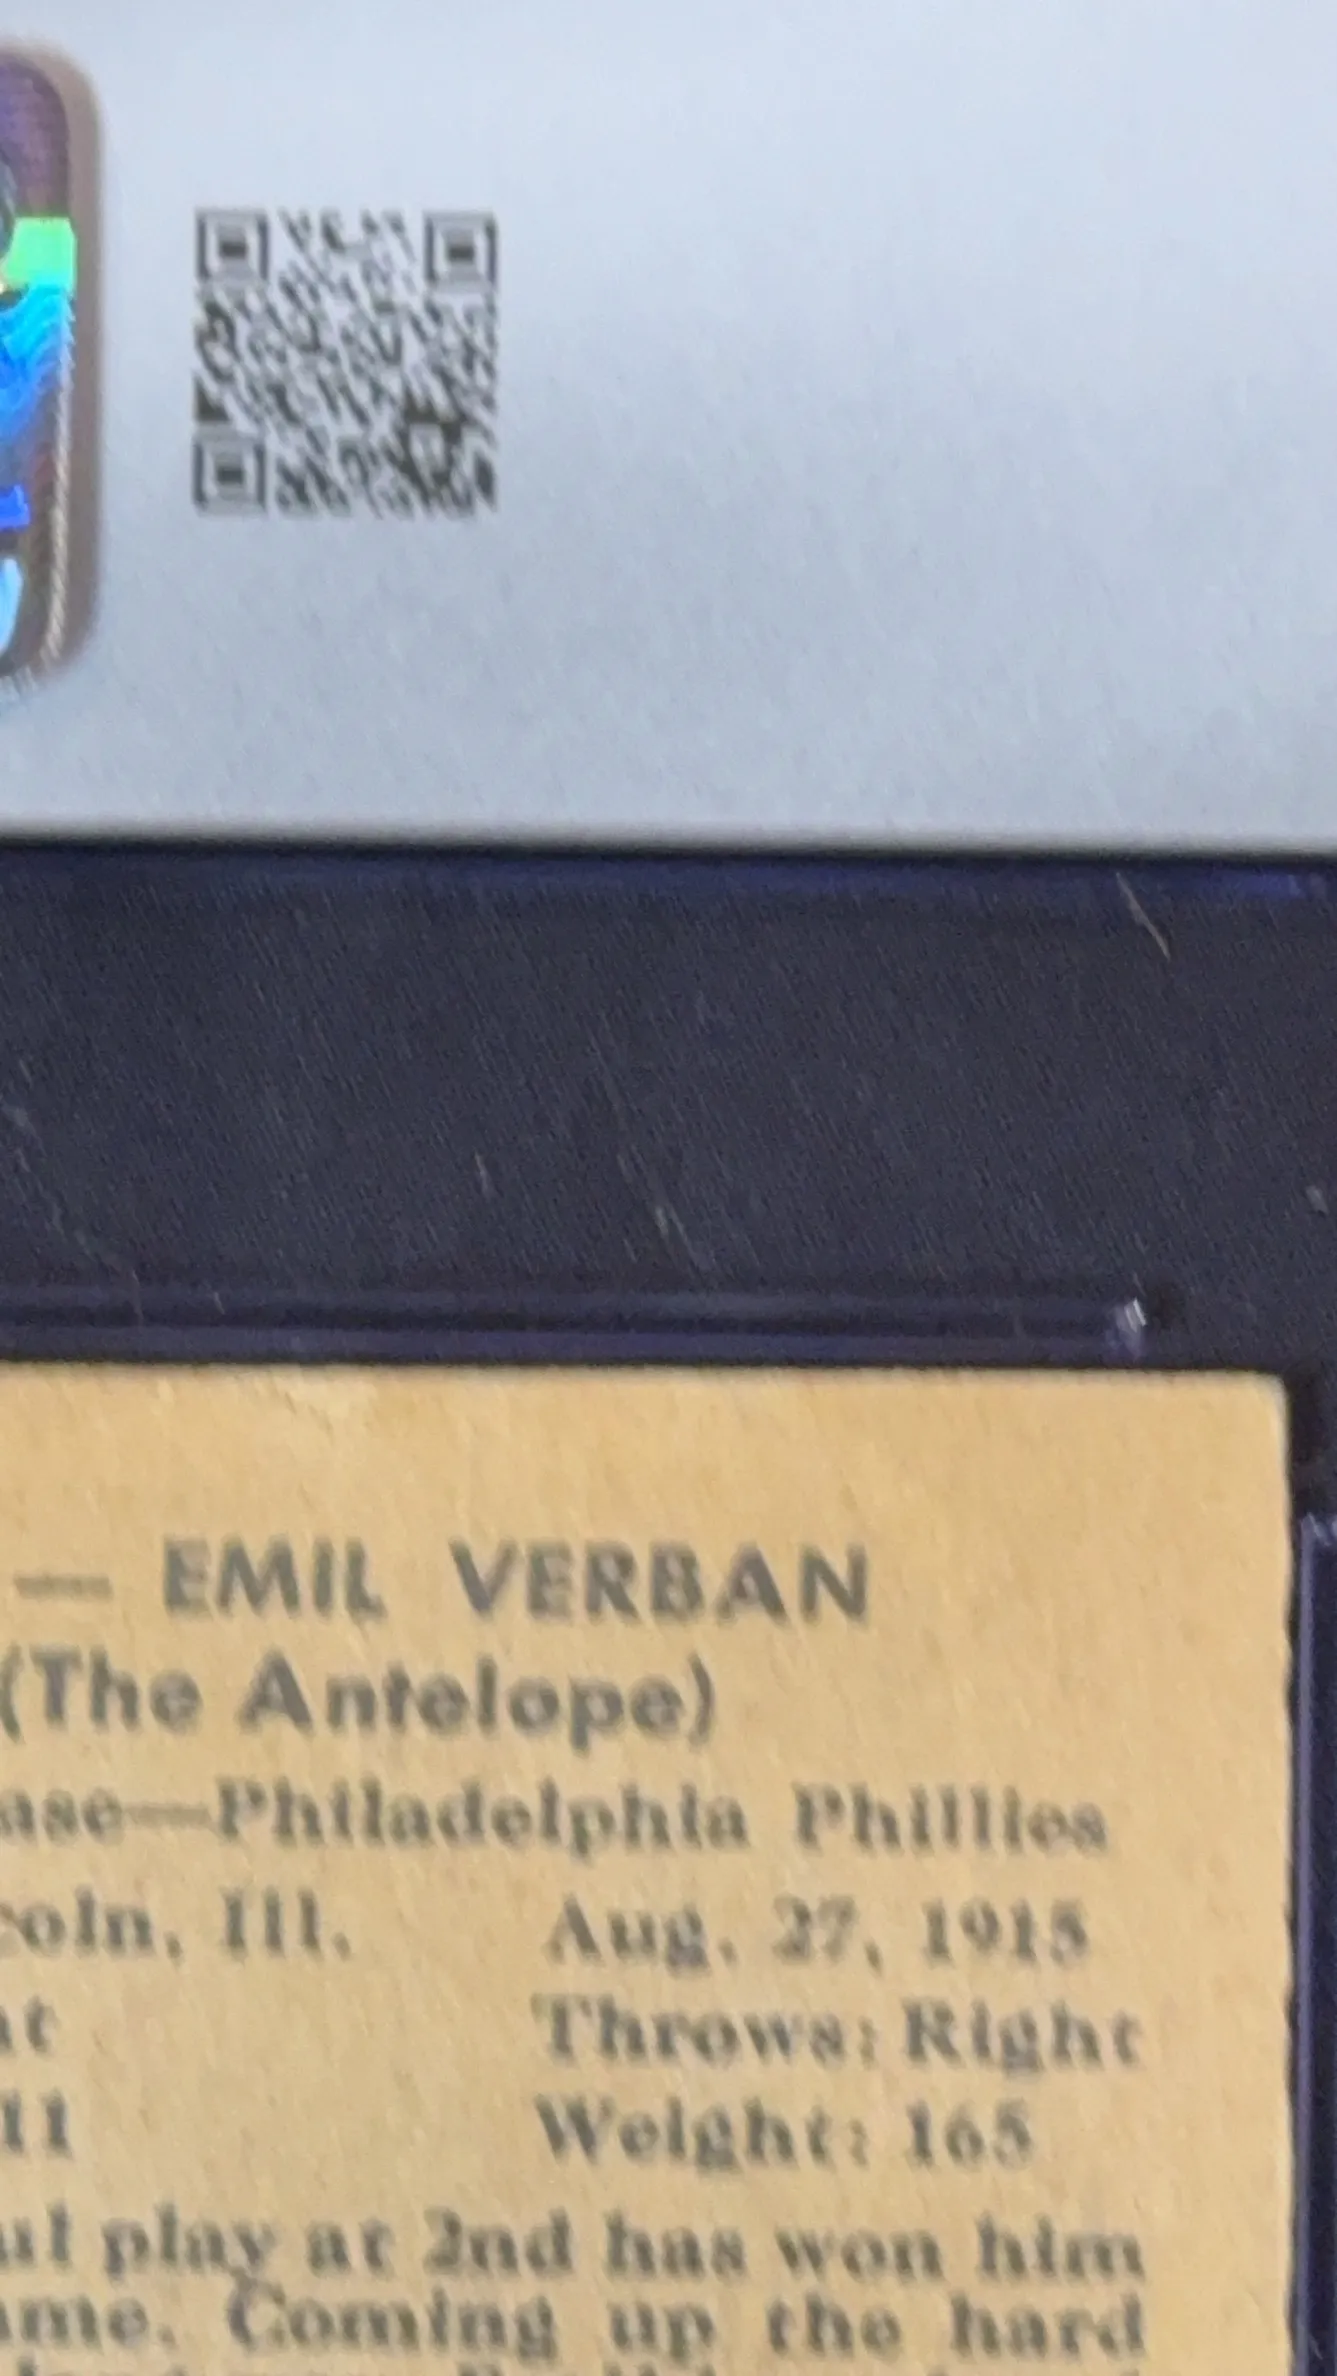 — EMIL VERBAN
(The Antelope)
ase—Philadelphia Phillies
coln, Ill. Aug. 27, 1915
ht Throws: Right
11 Weight: 165
ul play at 2nd has won him
ame. Coming up the hard